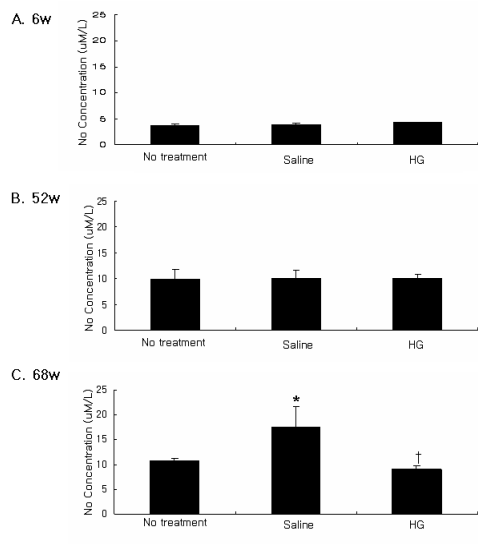 A. 6w
No Concentration (uM/L)
25
20
15
10
5
0
No treatment Saline HG
B. 52w
No Concentration (uM/L)
25
20
15
10
5
0
No treatment Saline HG
C. 68w
No Concentration (uM/L)
25
20
15
10
5
0
*
†
No treatment Saline HG